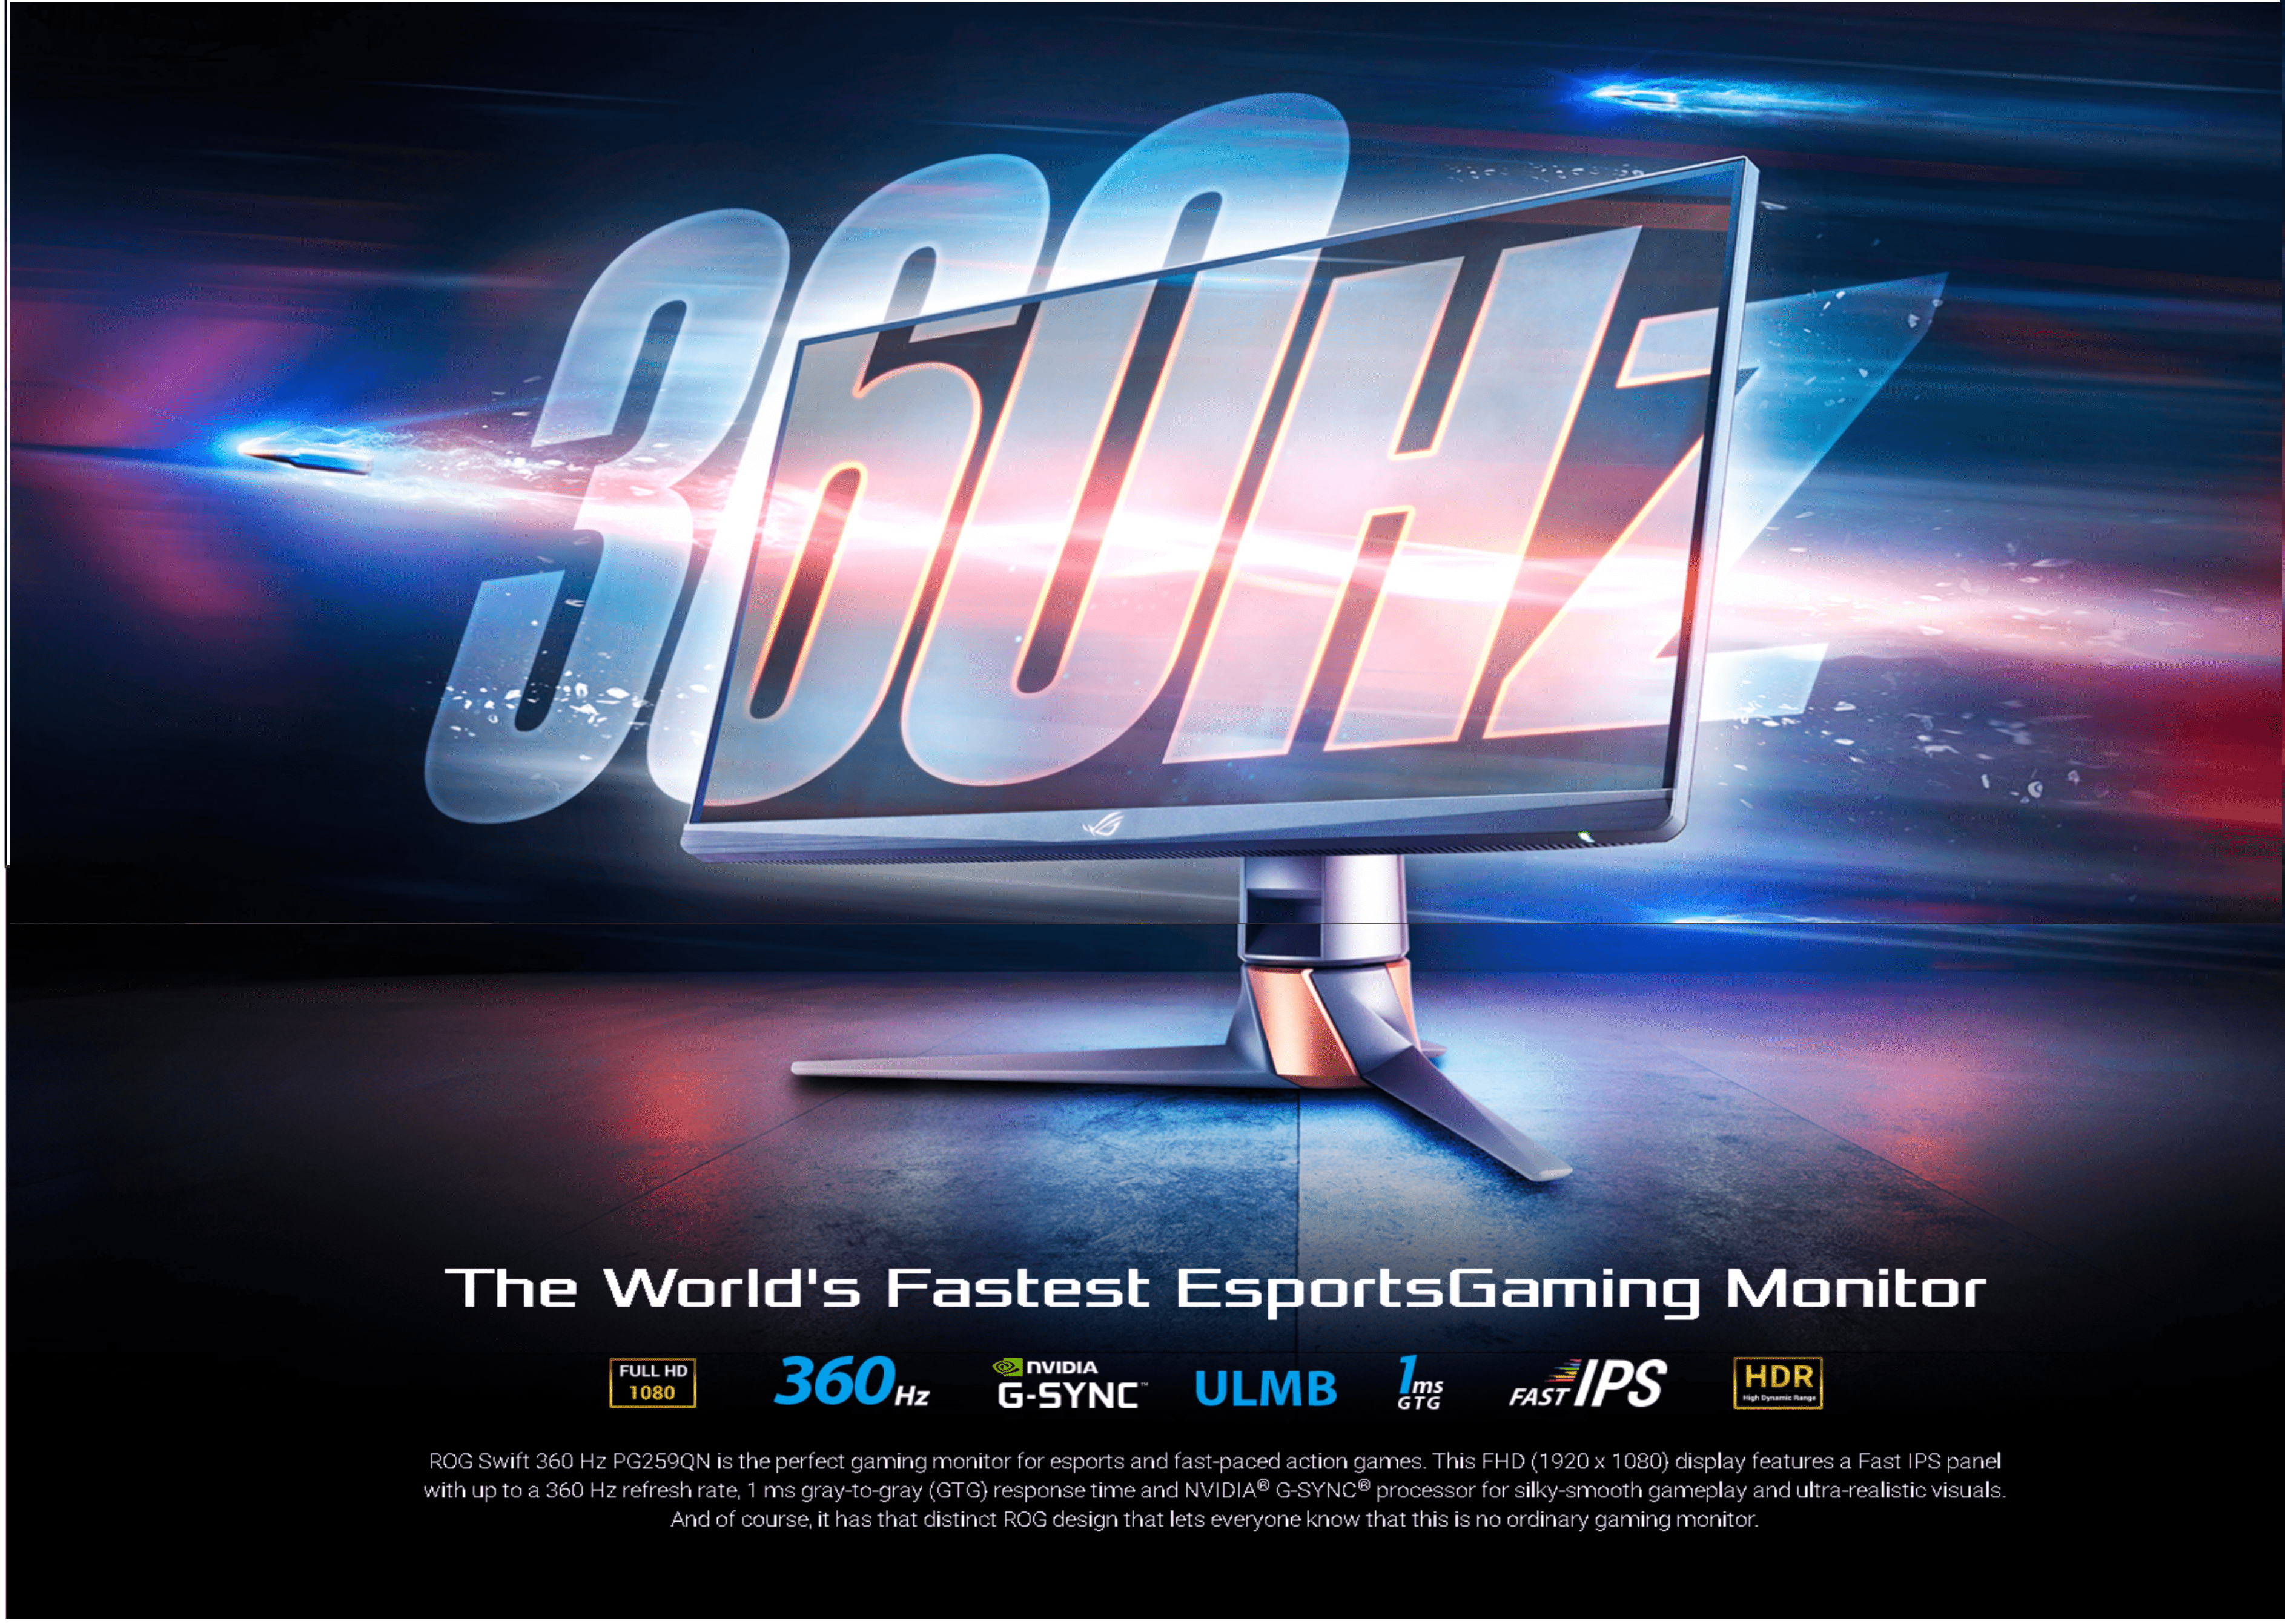 360Hz
The World's Fastest EsportsGaming Monitor
FULL HD
1080
360Hz
NVIDIA
G-SYNC™
ULMB
1ms
GTG
FAST IPS
HDR
High Dynamic Range
ROG Swift 360 Hz PG259QN is the perfect gaming monitor for esports and fast-paced action games. This FHD (1920 x 1080) display features a Fast IPS panel
with up to a 360 Hz refresh rate, 1 ms gray-to-gray (GTG) response time and NVIDIA® G-SYNC® processor for silky-smooth gameplay and ultra-realistic visuals.
And of course, it has that distinct ROG design that lets everyone know that this is no ordinary gaming monitor.